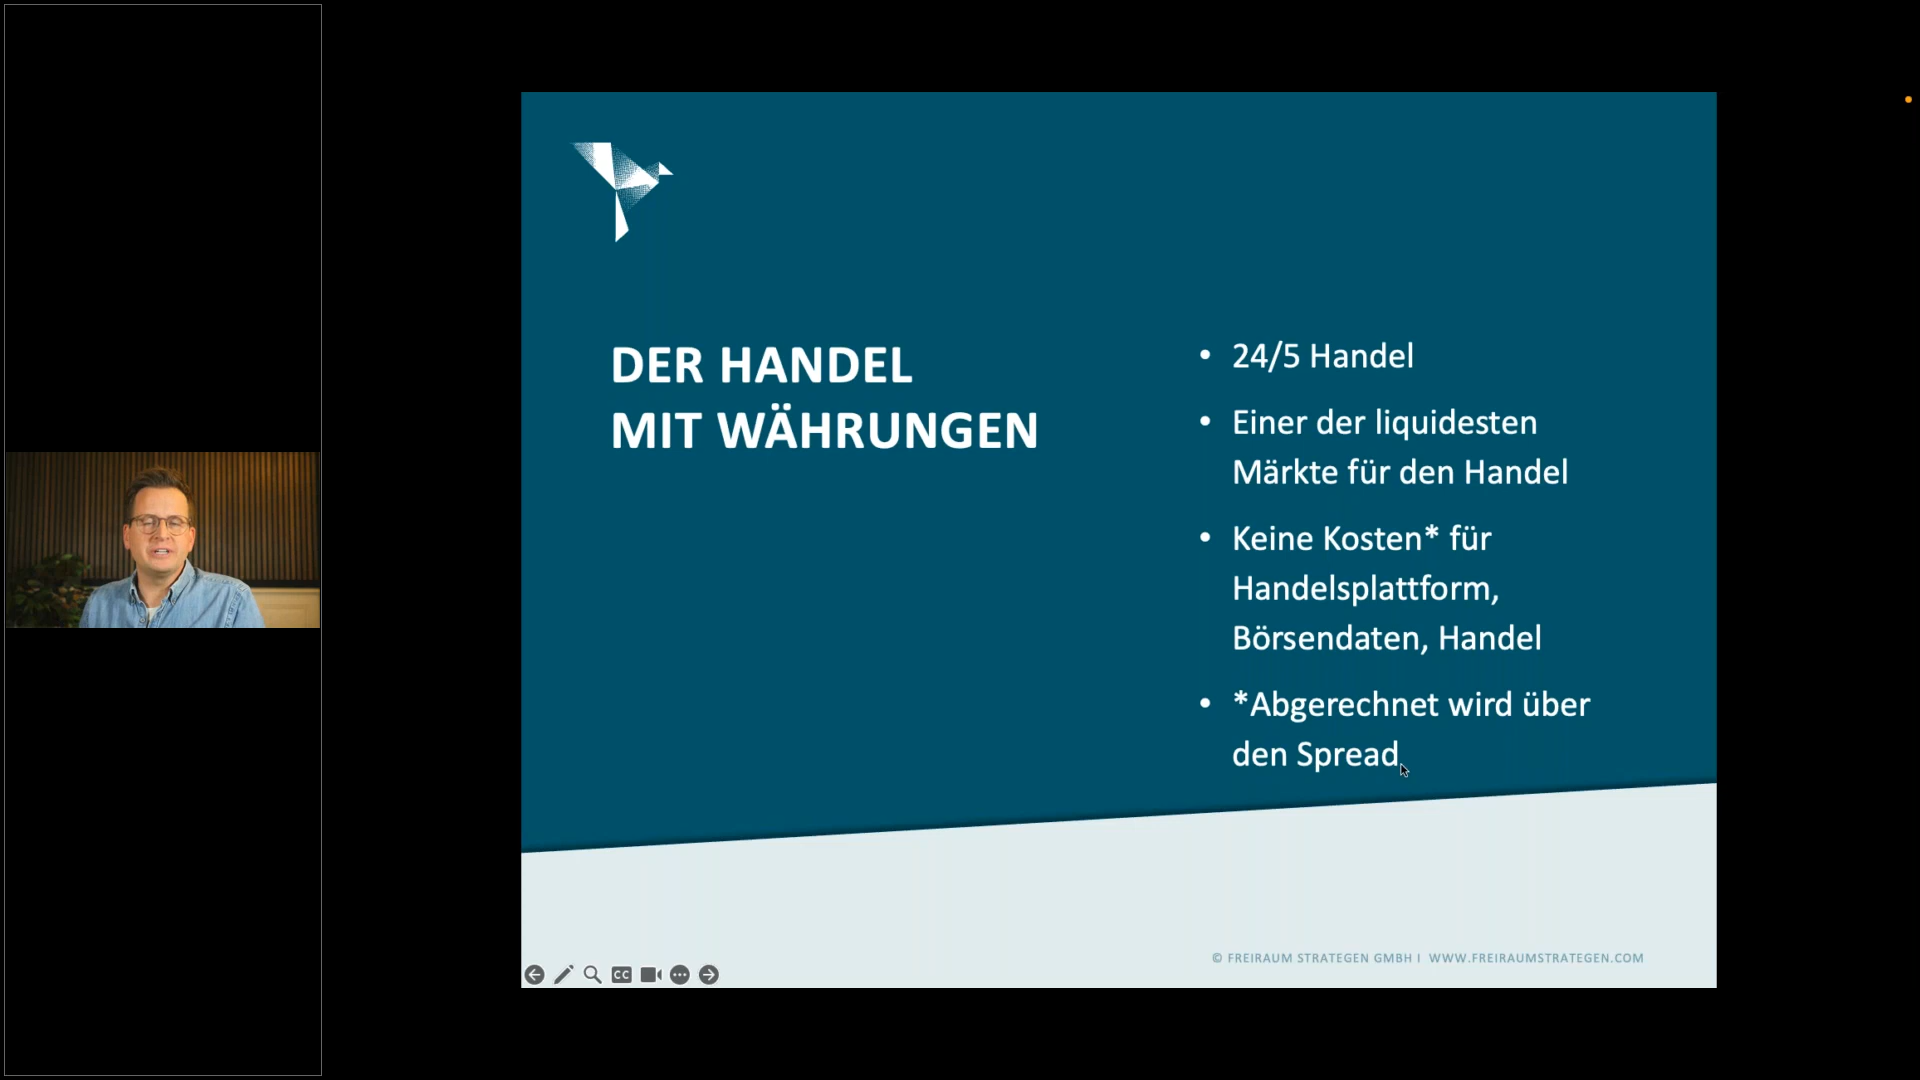 DER HANDEL
MIT WÄHRUNGEN
• 24/5 Handel
• Einer der liquidesten
Märkte für den Handel
• Keine Kosten* für
Handelsplattform,
Börsendaten, Handel
• *Abgerechnet wird über
den Spread
© FREIRAUM STRATEGEN GMBH I WWW.FREIRAUMSTRATEGEN.COM
CC